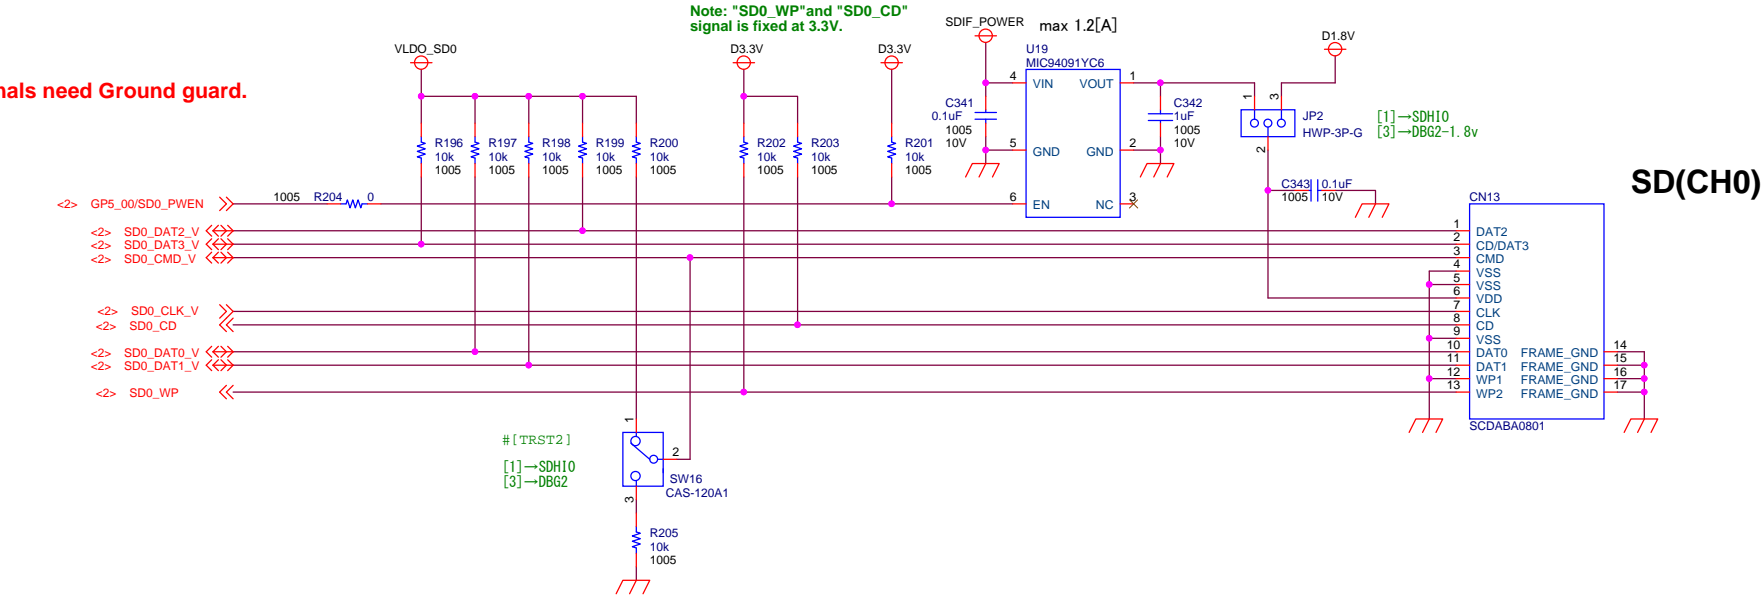 Note: "SD0_WP"and "SD0_CD"
signal is fixed at 3.3V.
SDIF_POWER
max 1.2[A]
VLDO_SD0
D3.3V
D3.3V
D1.8V
U19
MIC94091YC6
nals need Ground guard.
4
VIN
VOUT
1
C341
0.1uF
1005
10V
C342
1uF
1005
10V
1
3
JP2
HWP-3P-G
2
[1]→SDHI0
[3]→DBG2-1.8v
R196
10k
1005
R197
10k
1005
R198
10k
1005
R199
10k
1005
R200
10k
1005
R202
10k
1005
R203
10k
1005
R201
10k
1005
5
GND
GND
2
6
EN
NC
3
C343
1005
0.1uF
10V
SD(CH0)
<2> GP5_00/SD0_PWEN
1005
R204
0
<2> SD0_DAT2_V
<2> SD0_DAT3_V
<2> SD0_CMD_V
<2> SD0_CLK_V
<2> SD0_CD
<2> SD0_DAT0_V
<2> SD0_DAT1_V
<2> SD0_WP
CN13
1 DAT2
2 CD/DAT3
3 CMD
4 VSS
5 VSS
6 VDD
7 CLK
8 CD
9 VSS
10 DAT0 FRAME_GND 14
11 DAT1 FRAME_GND 15
12 WP1 FRAME_GND 16
13 WP2 FRAME_GND 17
SCDABA0801
#[TRST2]
[1]→SDHI0
[3]→DBG2
1
2
3
SW16
CAS-120A1
R205
10k
1005